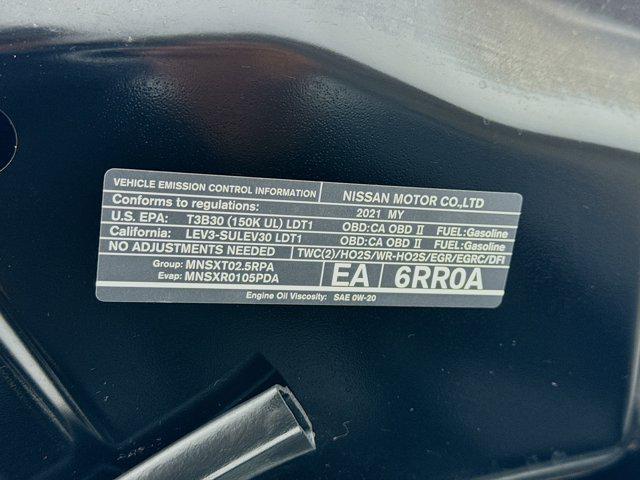 VEHICLE EMISSION CONTROL INFORMATION NISSAN MOTOR CO.,LTD
Conforms to regulations: 2021 MY
U.S. EPA: T3B30 (150K UL) LDT1 OBD:CA OBD II FUEL:Gasoline
California: LEV3-SULEV30 LDT1 OBD:CA OBD II FUEL:Gasoline
NO ADJUSTMENTS NEEDED TWC(2)/HO2S/WR-HO2S/EGR/EGRC/DFI
Group: MNSXT02.5RPA
Evap: MNSXR0105PDA
EA 6RR0A
Engine Oil Viscosity: SAE 0W-20